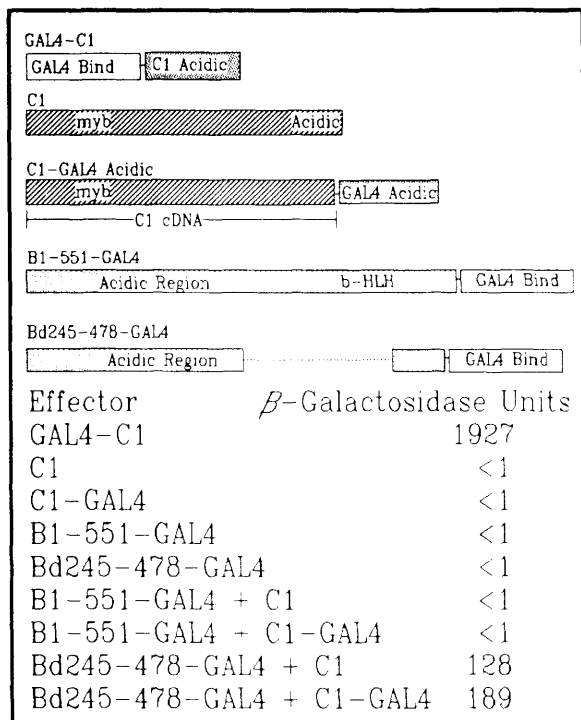 GAL4-C1
GAL4 Bind C1 Acidic
C1
myb Acidic
C1-GAL4 Acidic
myb GAL4 Acidic
C1 cDNA
B1-551-GAL4
Acidic Region b-HLH GAL4 Bind
Bd245-478-GAL4
Acidic Region GAL4 Bind
Effector β-Galactosidase Units
GAL4-C1 1927
C1 <1
C1-GAL4 <1
B1-551-GAL4 <1
Bd245-478-GAL4 <1
B1-551-GAL4 + C1 <1
B1-551-GAL4 + C1-GAL4 <1
Bd245-478-GAL4 + C1 128
Bd245-478-GAL4 + C1-GAL4 189